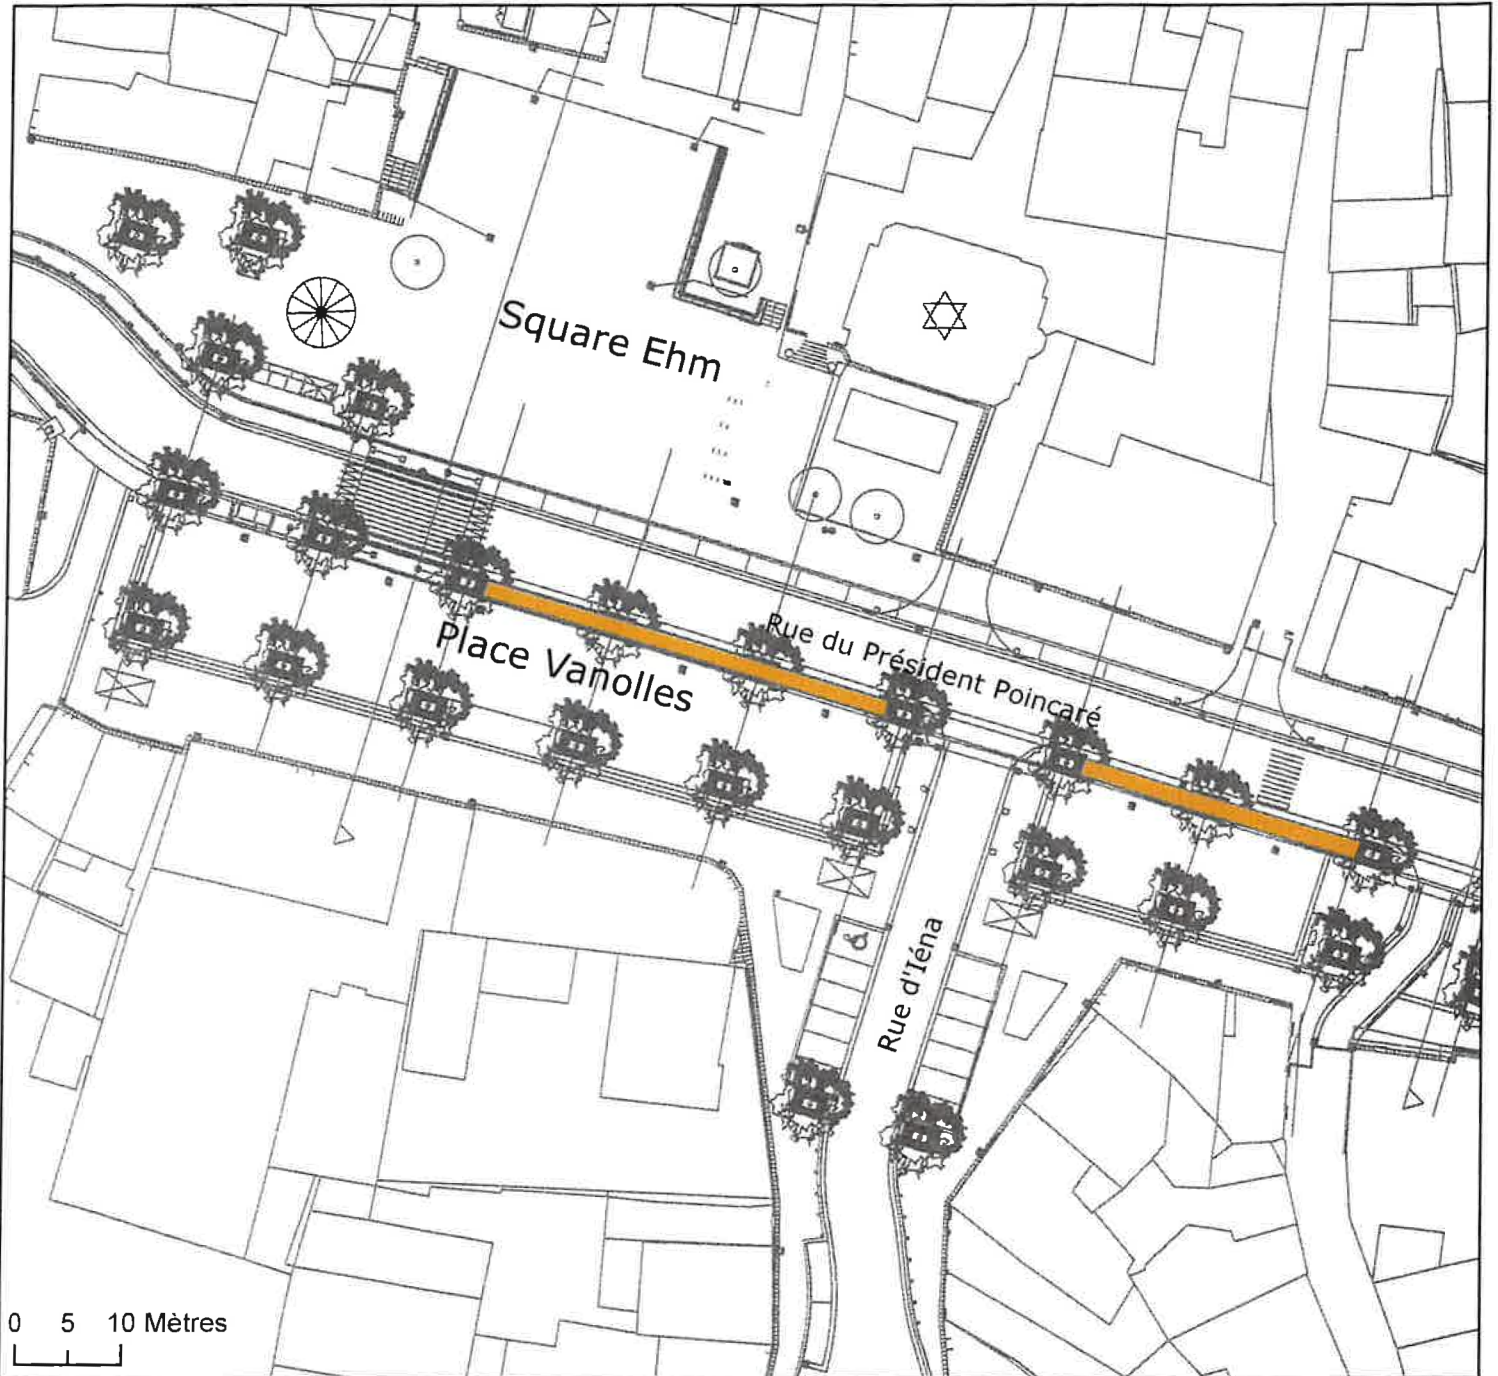 Square Ehm
Rue du Président Poincaré
Place Vanolles
Rue d'Iéna
0 5 10 Mètres